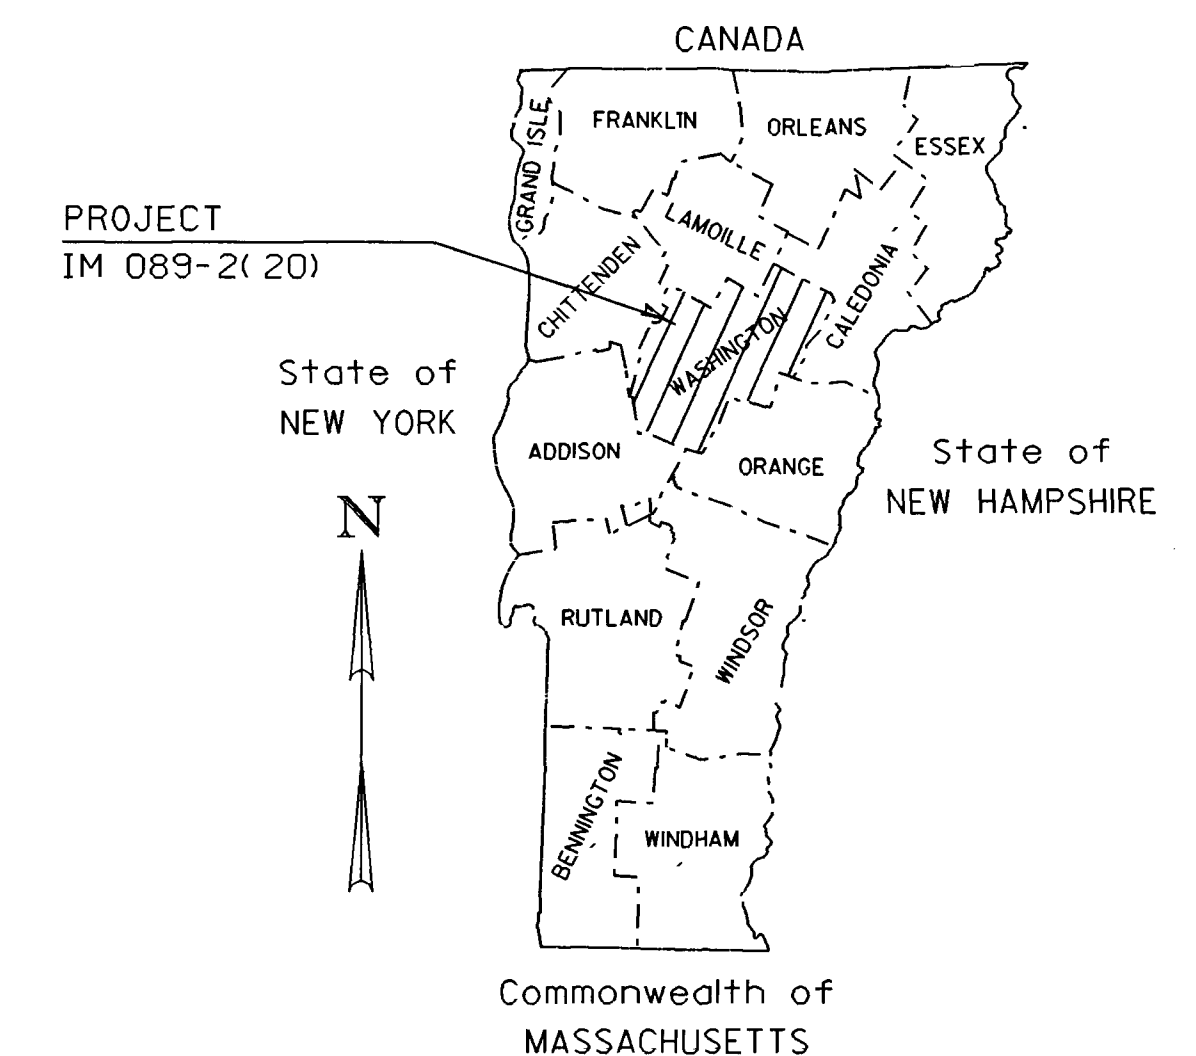 CANADA
FRANKLIN
ORLEANS
ESSEX
GRAND ISLE
PROJECT
IM 089-2(20)
LAMOILLE
CHITTENDEN
CALEDONIA
WASHINGTON
State of
NEW YORK
ADDISON
ORANGE
State of
NEW HAMPSHIRE
N
RUTLAND
WINDSOR
BENNINGTON
WINDHAM
Commonwealth of
MASSACHUSETTS